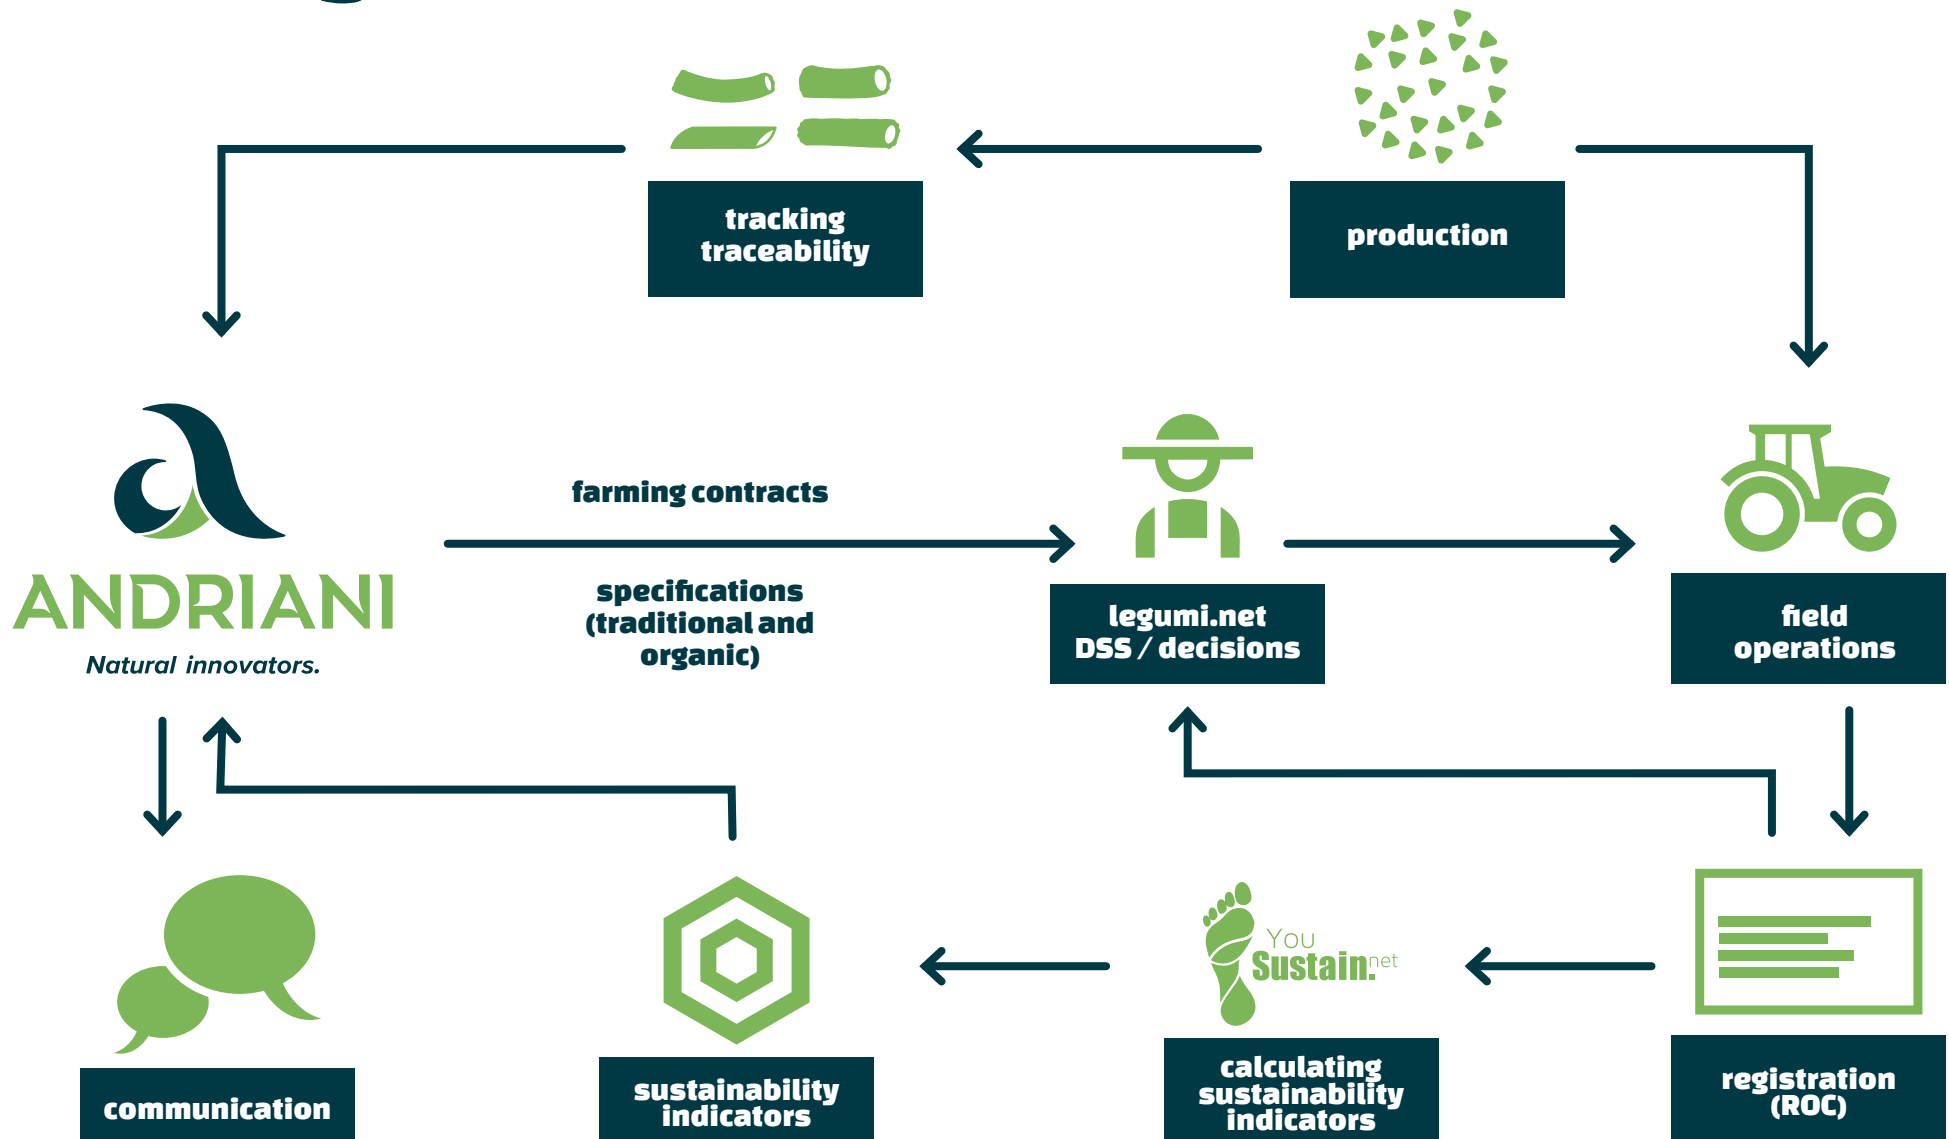 tracking
traceability
production
farming contracts
specifications
(traditional and
organic)
ANDRIANI
Natural innovators.
legumi.net
DSS / decisions
field
operations
You
Sustain.net
communication
sustainability
indicators
calculating
sustainability
indicators
registration
(ROC)